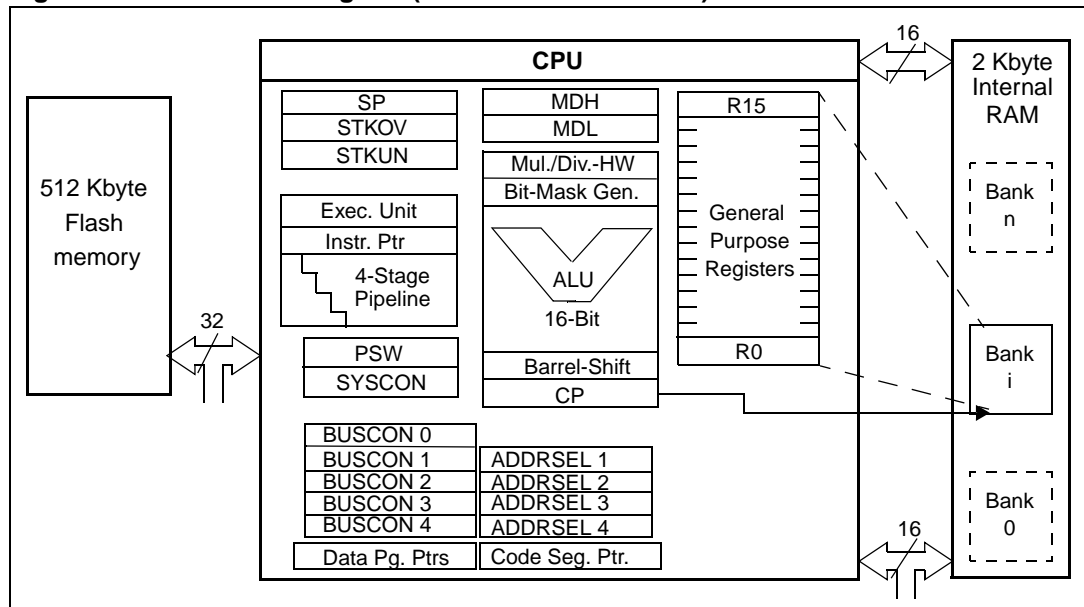 CPU
16
2 Kbyte
Internal
RAM
512 Kbyte
Flash
memory
32
SP
STKOV
STKUN
Exec. Unit
Instr. Ptr
4-Stage
Pipeline
PSW
SYSCON
MDH
MDL
Mul./Div.-HW
Bit-Mask Gen.
ALU
16-Bit
Barrel-Shift
CP
R15
General
Purpose
Registers
R0
Bank
n
Bank
i
Bank
0
BUSCON 0
BUSCON 1
BUSCON 2
BUSCON 3
BUSCON 4
ADDRSEL 1
ADDRSEL 2
ADDRSEL 3
ADDRSEL 4
Data Pg. Ptrs
Code Seg. Ptr.
16
16